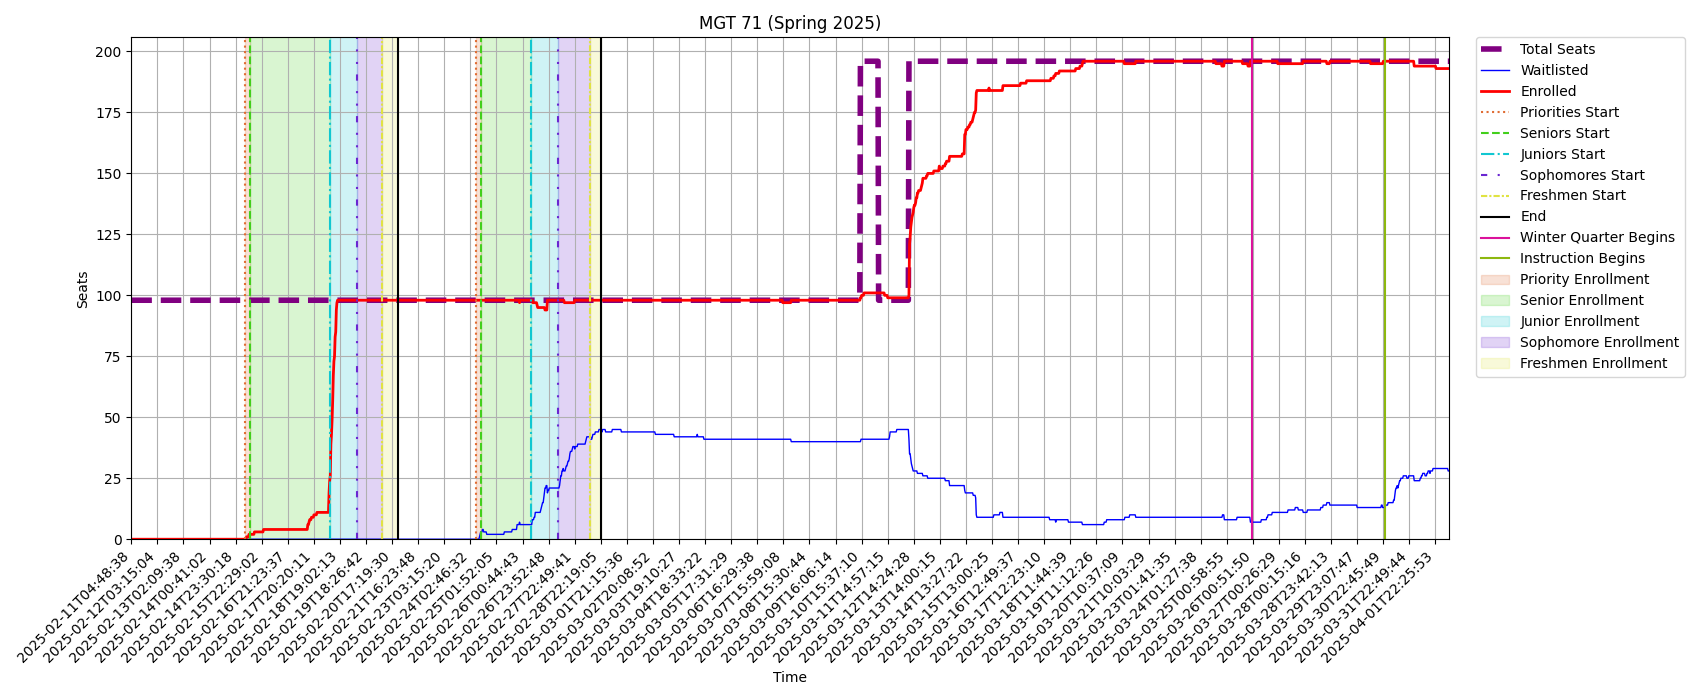 MGT 71 (Spring 2025)
Seats
200
175
150
125
100
75
50
25
0
2025-02-11T04:48:38
2025-02-12T03:15:04
2025-02-13T02:09:38
2025-02-14T00:41:02
2025-02-14T23:30:18
2025-02-15T22:29:02
2025-02-16T21:23:37
2025-02-17T20:20:11
2025-02-18T19:02:13
2025-02-19T18:26:42
2025-02-20T17:19:30
2025-02-21T16:23:48
2025-02-23T15:20
2025-02-24T02:46:32
2025-02-25T01:52:05
2025-02-26T00:44:43
2025-02-26T23:52:48
2025-02-27T22:49:41
2025-02-28T22:19:05
2025-03-01T21:15:36
2025-03-02T20:08:52
2025-03-03T19:10:27
2025-03-04T18:33:22
2025-03-05T17:31:29
2025-03-06T16:29:38
2025-03-07T15:59:08
2025-03-08T15:30:44
2025-03-09T16:06:14
2025-03-10T15:37:10
2025-03-11T14:57:15
2025-03-12T14:24:28
2025-03-13T14:00:15
2025-03-14T13:27:22
2025-03-15T13:00:25
2025-03-16T12:49:37
2025-03-17T12:23:10
2025-03-18T11:44:39
2025-03-19T11:12:26
2025-03-20T10:37:09
2025-03-21T10:03:29
2025-03-24T01:27:38
2025-03-25T00:58:55
2025-03-26T00:51:50
2025-03-27T00:26:29
2025-03-28T00:15:16
2025-03-28T23:42:13
2025-03-29T23:07:47
2025-03-30T22:45:49
2025-03-31T22:49:44
2025-04-01T22:25:53
Time
Total Seats
Waitlisted
Enrolled
Priorities Start
Seniors Start
Juniors Start
Sophomores Start
Freshmen Start
End
Winter Quarter Begins
Instruction Begins
Priority Enrollment
Senior Enrollment
Junior Enrollment
Sophomore Enrollment
Freshmen Enrollment